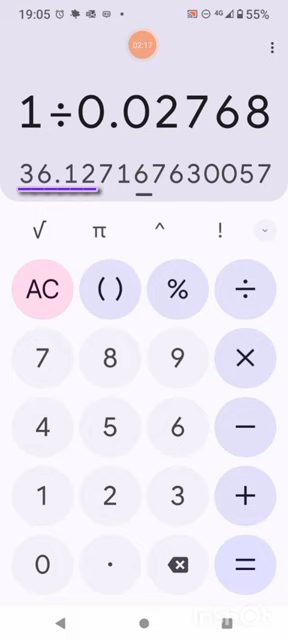 19:05 4G 55%
02:17
1÷0.02768
36.127167630057
√ π ^ !
AC ( ) % ÷
7 8 9 ×
4 5 6 −
1 2 3 +
0 . =